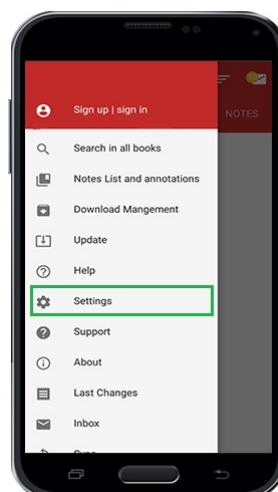 Sign up | sign in
NOTES
Search in all books
Notes List and annotations
Download Mangement
Update
Help
Settings
Support
About
Last Changes
Inbox